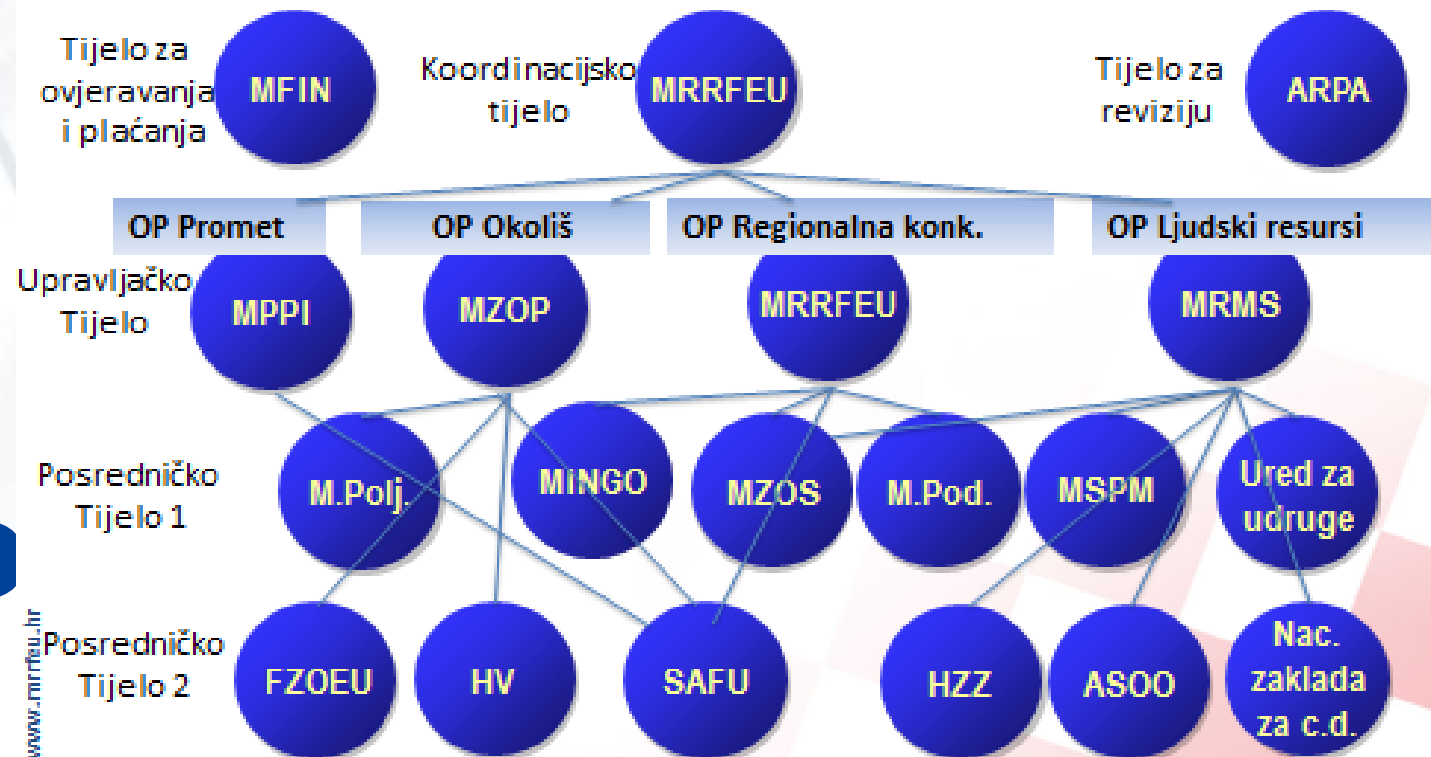 Tijelo za
ovjeravanja
i plaćanja
MFIN
Koordinacijsko
tijelo
MRRFEU
Tijelo za
reviziju
ARPA
OP Promet
OP Okoliš
OP Regionalna konk.
OP Ljudski resursi
Upravljačko
Tijelo
MPPI
MZOP
MRRFEU
MRMS
Posredničko
Tijelo 1
M.Polj.
MINGO
MZOS
M.Pod.
MSPM
Ured za
udruge
Posredničko
Tijelo 2
FZOEU
HV
SAFU
HZZ
ASOO
Nac.
zaklada
za c.d.
www.mrrfeu.hr